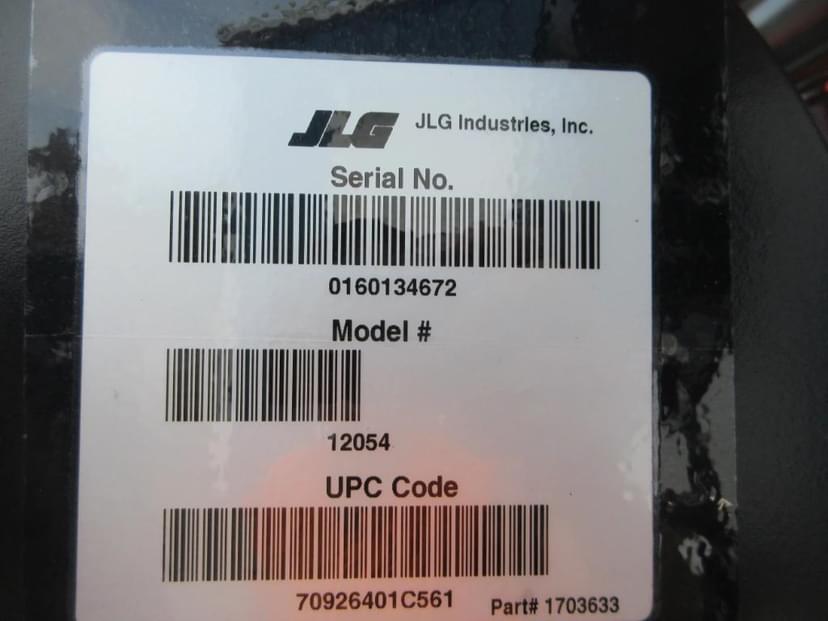 JLG JLG Industries, Inc.
Serial No.
0160134672
Model #
12054
UPC Code
70926401C561 Part# 1703633